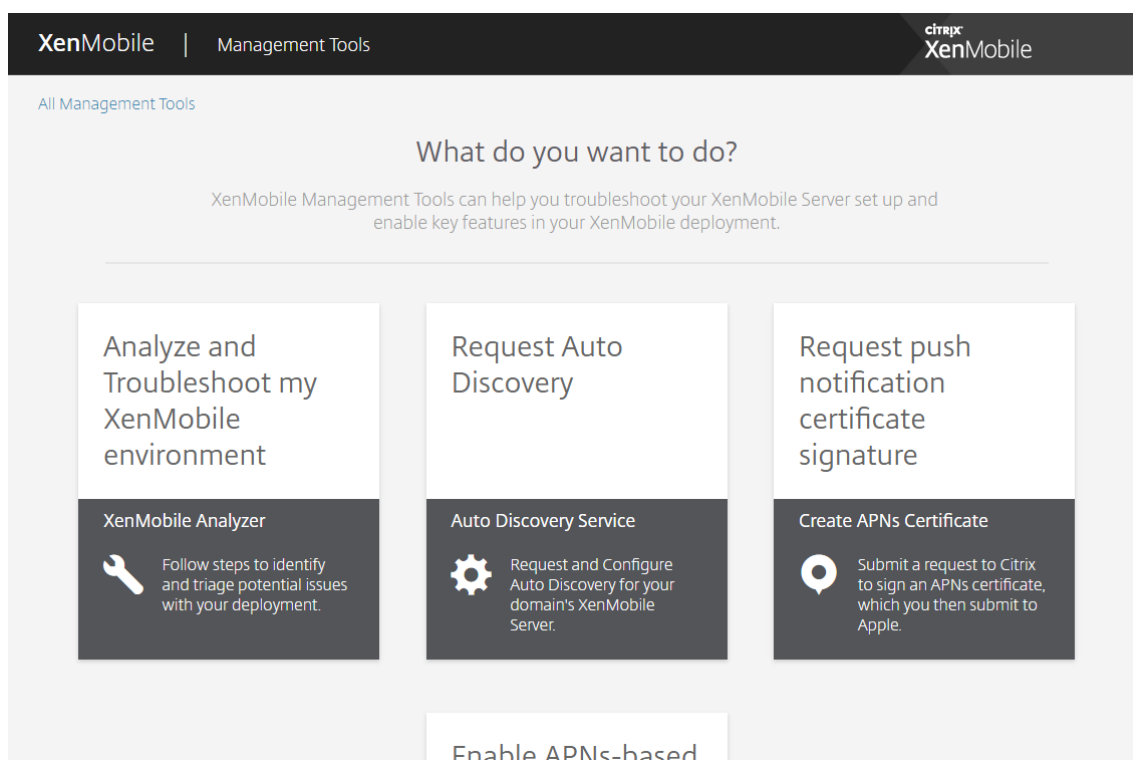 XenMobile | Management Tools
citrix
XenMobile
All Management Tools
What do you want to do?
XenMobile Management Tools can help you troubleshoot your XenMobile Server set up and
enable key features in your XenMobile deployment.
Analyze and
Troubleshoot my
XenMobile
environment
XenMobile Analyzer
Follow steps to identify
and triage potential issues
with your deployment.
Request Auto
Discovery
Auto Discovery Service
Request and Configure
Auto Discovery for your
domain's XenMobile
Server.
Request push
notification
certificate
signature
Create APNs Certificate
Submit a request to Citrix
to sign an APNs certificate,
which you then submit to
Apple.
Enable APNs-based